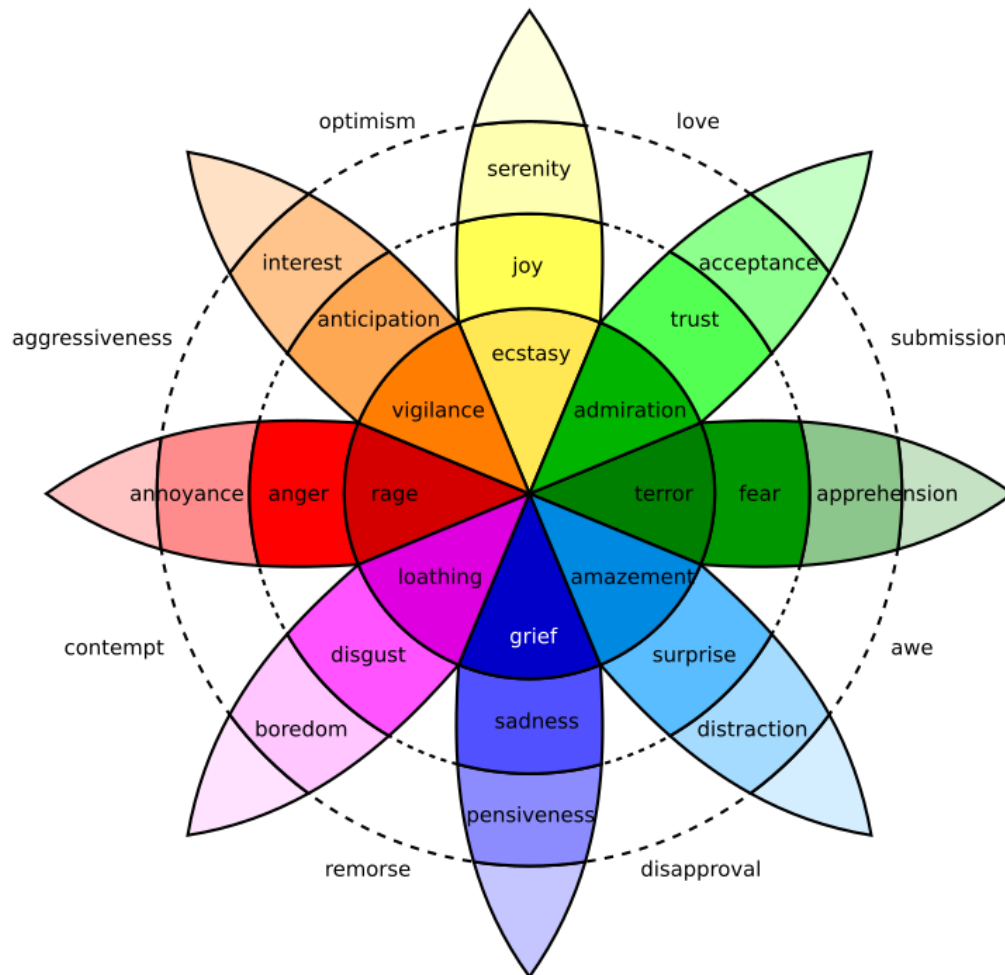 optimism
love
serenity
interest
acceptance
joy
anticipation
trust
aggressiveness
submission
ecstasy
vigilance
admiration
annoyance
anger
rage
terror
fear
apprehension
loathing
amazement
grief
contempt
disgust
surprise
awe
boredom
sadness
distraction
pensiveness
remorse
disapproval